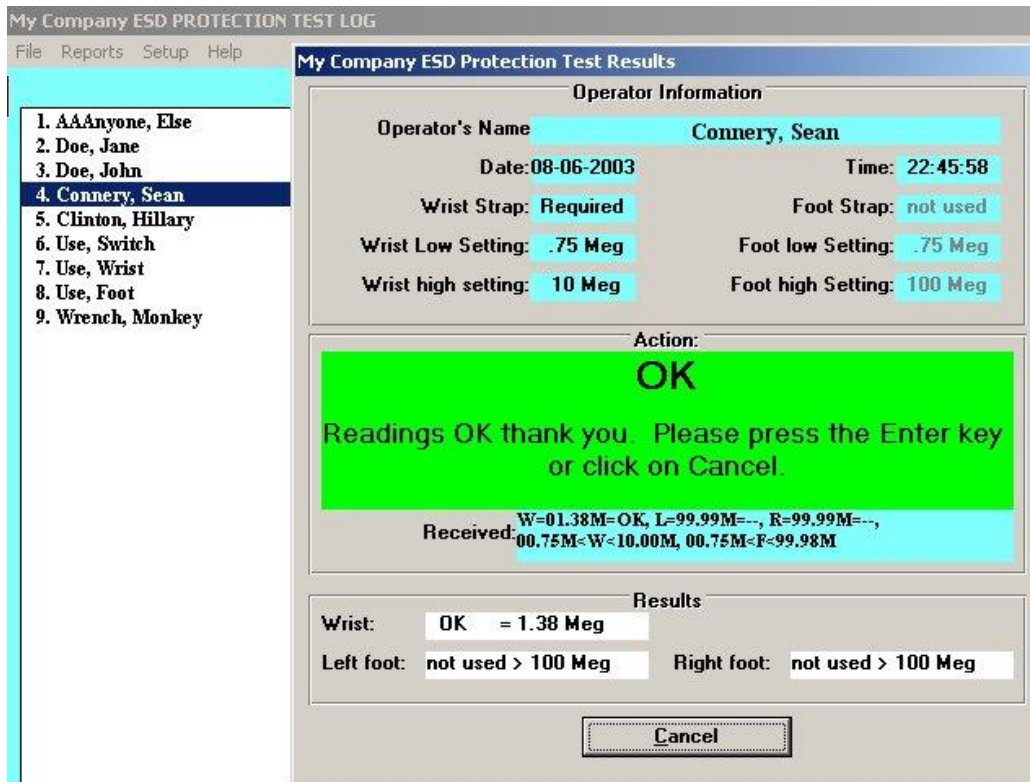 My Company ESD PROTECTION TEST LOG
File Reports Setup Help
1. AAAnyone, Else
2. Doe, Jane
3. Doe, John
4. Connery, Sean
5. Clinton, Hillary
6. Use, Switch
7. Use, Wrist
8. Use, Foot
9. Wrench, Monkey
My Company ESD Protection Test Results
Operator Information
Operator's Name Connery, Sean
Date: 08-06-2003 Time: 22:45:58
Wrist Strap: Required Foot Strap: not used
Wrist Low Setting: .75 Meg Foot low Setting: .75 Meg
Wrist high setting: 10 Meg Foot high Setting: 100 Meg
Action:
OK
Readings OK thank you. Please press the Enter key
or click on Cancel.
Received: W=01.38M=OK, L=99.99M=--, R=99.99M=--,
00.75M<W<10.00M, 00.75M<F<99.98M
Results
Wrist: OK = 1.38 Meg
Left foot: not used > 100 Meg Right foot: not used > 100 Meg
Cancel